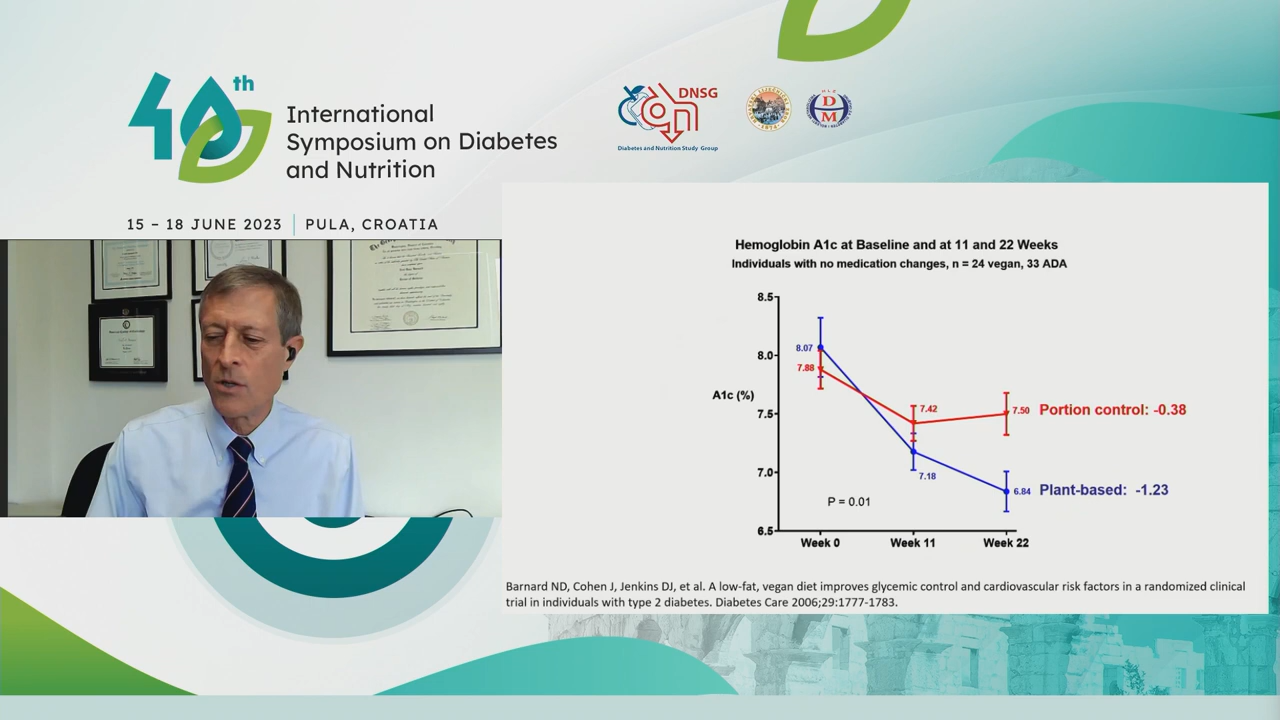 40th
International
Symposium on Diabetes
and Nutrition
15 – 18 JUNE 2023
PULA, CROATIA
DNSG
Diabetes and Nutrition Study Group
Hemoglobin A1c at Baseline and at 11 and 22 Weeks
Individuals with no medication changes, n = 24 vegan, 33 ADA
8.5
8.0
7.5
7.0
6.5
A1c (%)
8.07
7.88
7.42
7.18
7.50
6.84
Portion control: -0.38
Plant-based: -1.23
P = 0.01
Week 0
Week 11
Week 22
Barnard ND, Cohen J, Jenkins DJ, et al. A low-fat, vegan diet improves glycemic control and cardiovascular risk factors in a randomized clinical
trial in individuals with type 2 diabetes. Diabetes Care 2006;29:1777-1783.